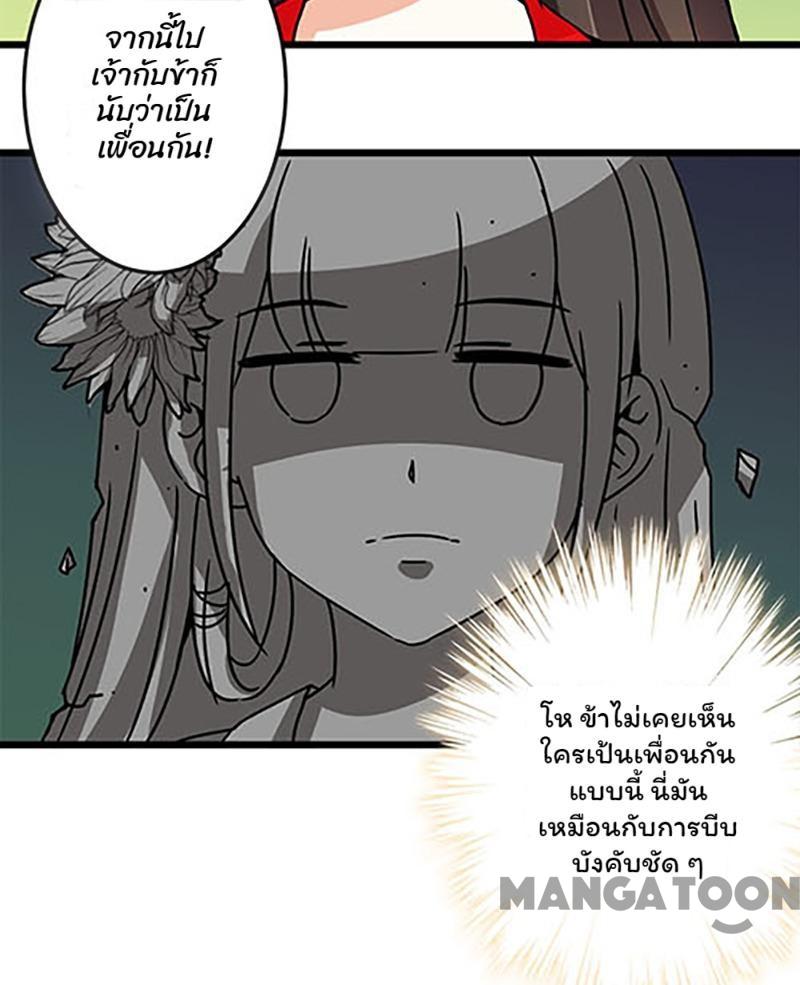 จากนี้ไป
เจ้ากับข้าก็
นับว่าเป็น
เพื่อนกัน!
โห ข้าไม่เคยเห็น
ใครเป้นเพื่อนกัน
แบบนี้ นี่มัน
เหมือนกับการบีบ
บังคับชัด ๆ
MANGATOON